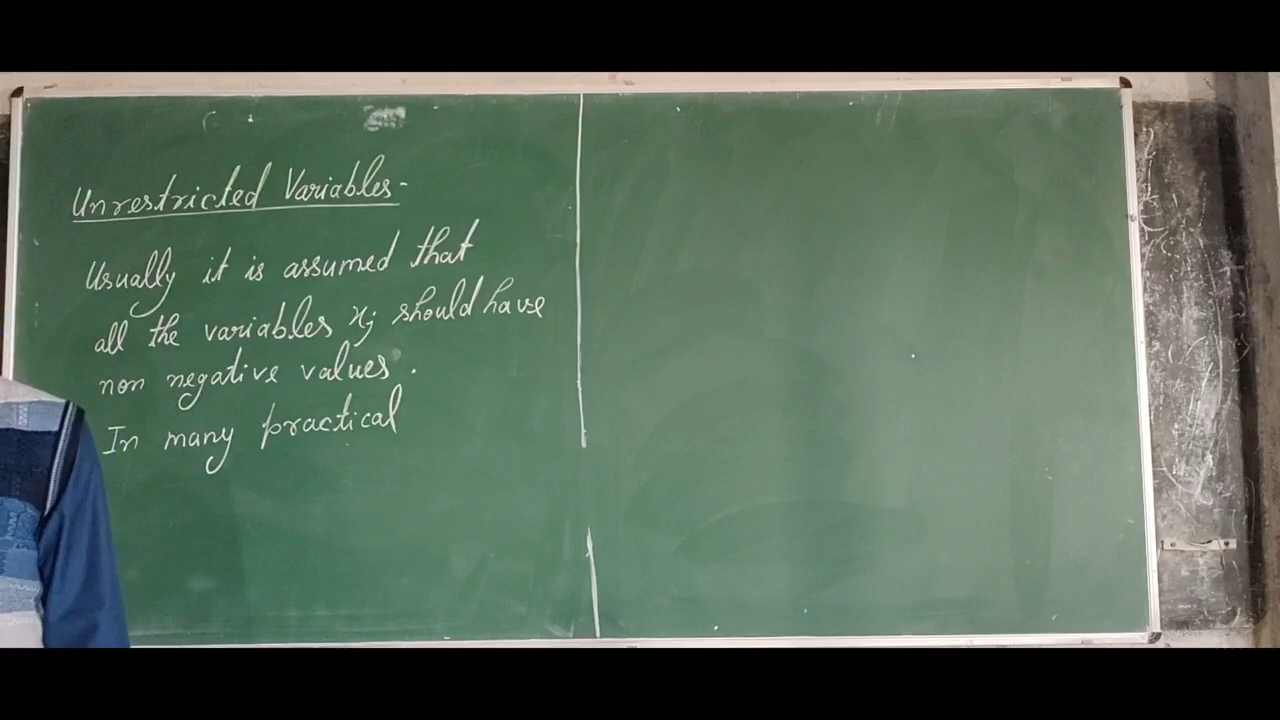 Unrestricted Variables-
Usually it is assumed that
all the variables xj should have
non negative values.
In many practical